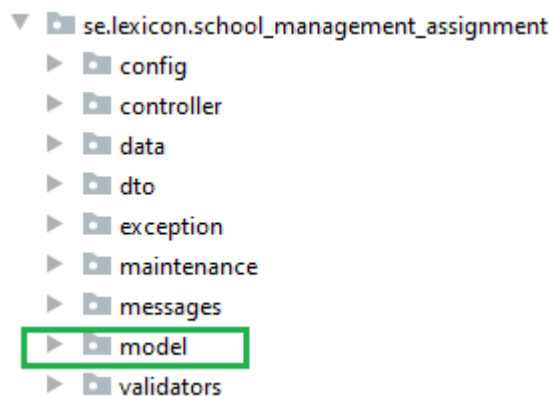 se.lexicon.school_management_assignment
config
controller
data
dto
exception
maintenance
messages
model
validators